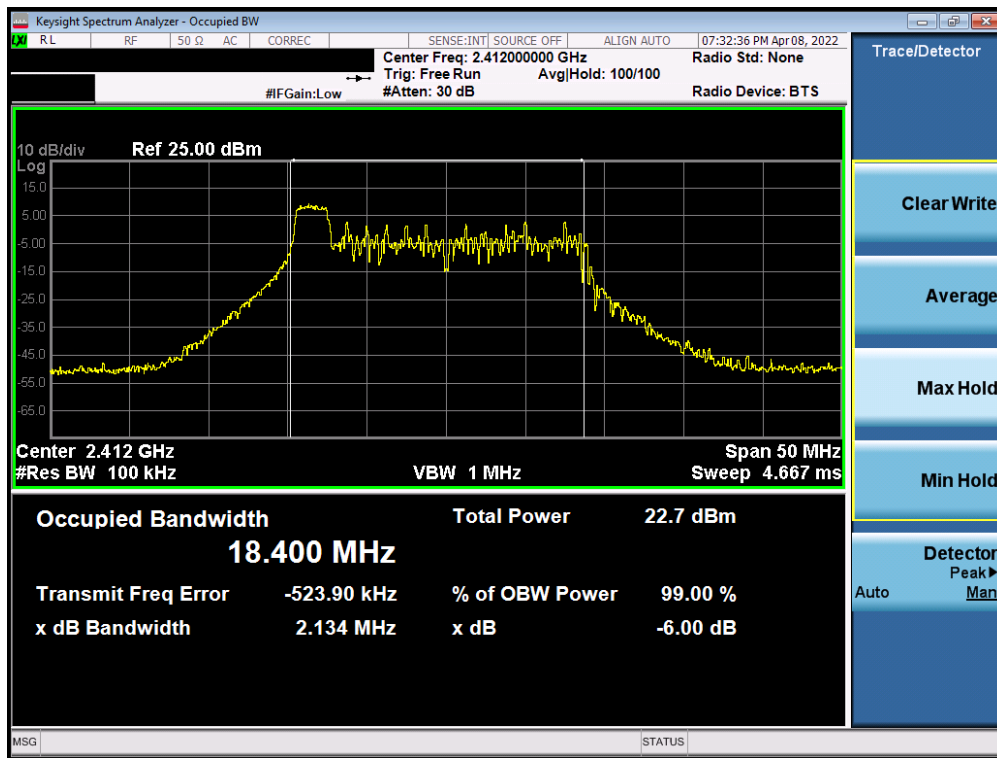 Keysight Spectrum Analyzer - Occupied BW
LXI RL RF 50 Ω AC CORREC SENSE:INT SOURCE OFF ALIGN AUTO 07:32:36 PM Apr 08, 2022
Center Freq: 2.412000000 GHz Radio Std: None
Trig: Free Run Avg|Hold: 100/100
#IFGain:Low #Atten: 30 dB Radio Device: BTS
10 dB/div Ref 25.00 dBm
Log
15.0
5.00
-5.00
-15.0
-25.0
-35.0
-45.0
-55.0
-65.0
Center 2.412 GHz Span 50 MHz
#Res BW 100 kHz VBW 1 MHz Sweep 4.667 ms
Occupied Bandwidth Total Power 22.7 dBm
18.400 MHz
Transmit Freq Error -523.90 kHz % of OBW Power 99.00 %
x dB Bandwidth 2.134 MHz x dB -6.00 dB
MSG STATUS
Trace/Detector
Clear Write
Average
Max Hold
Min Hold
Detector
Peak▶
Auto Man